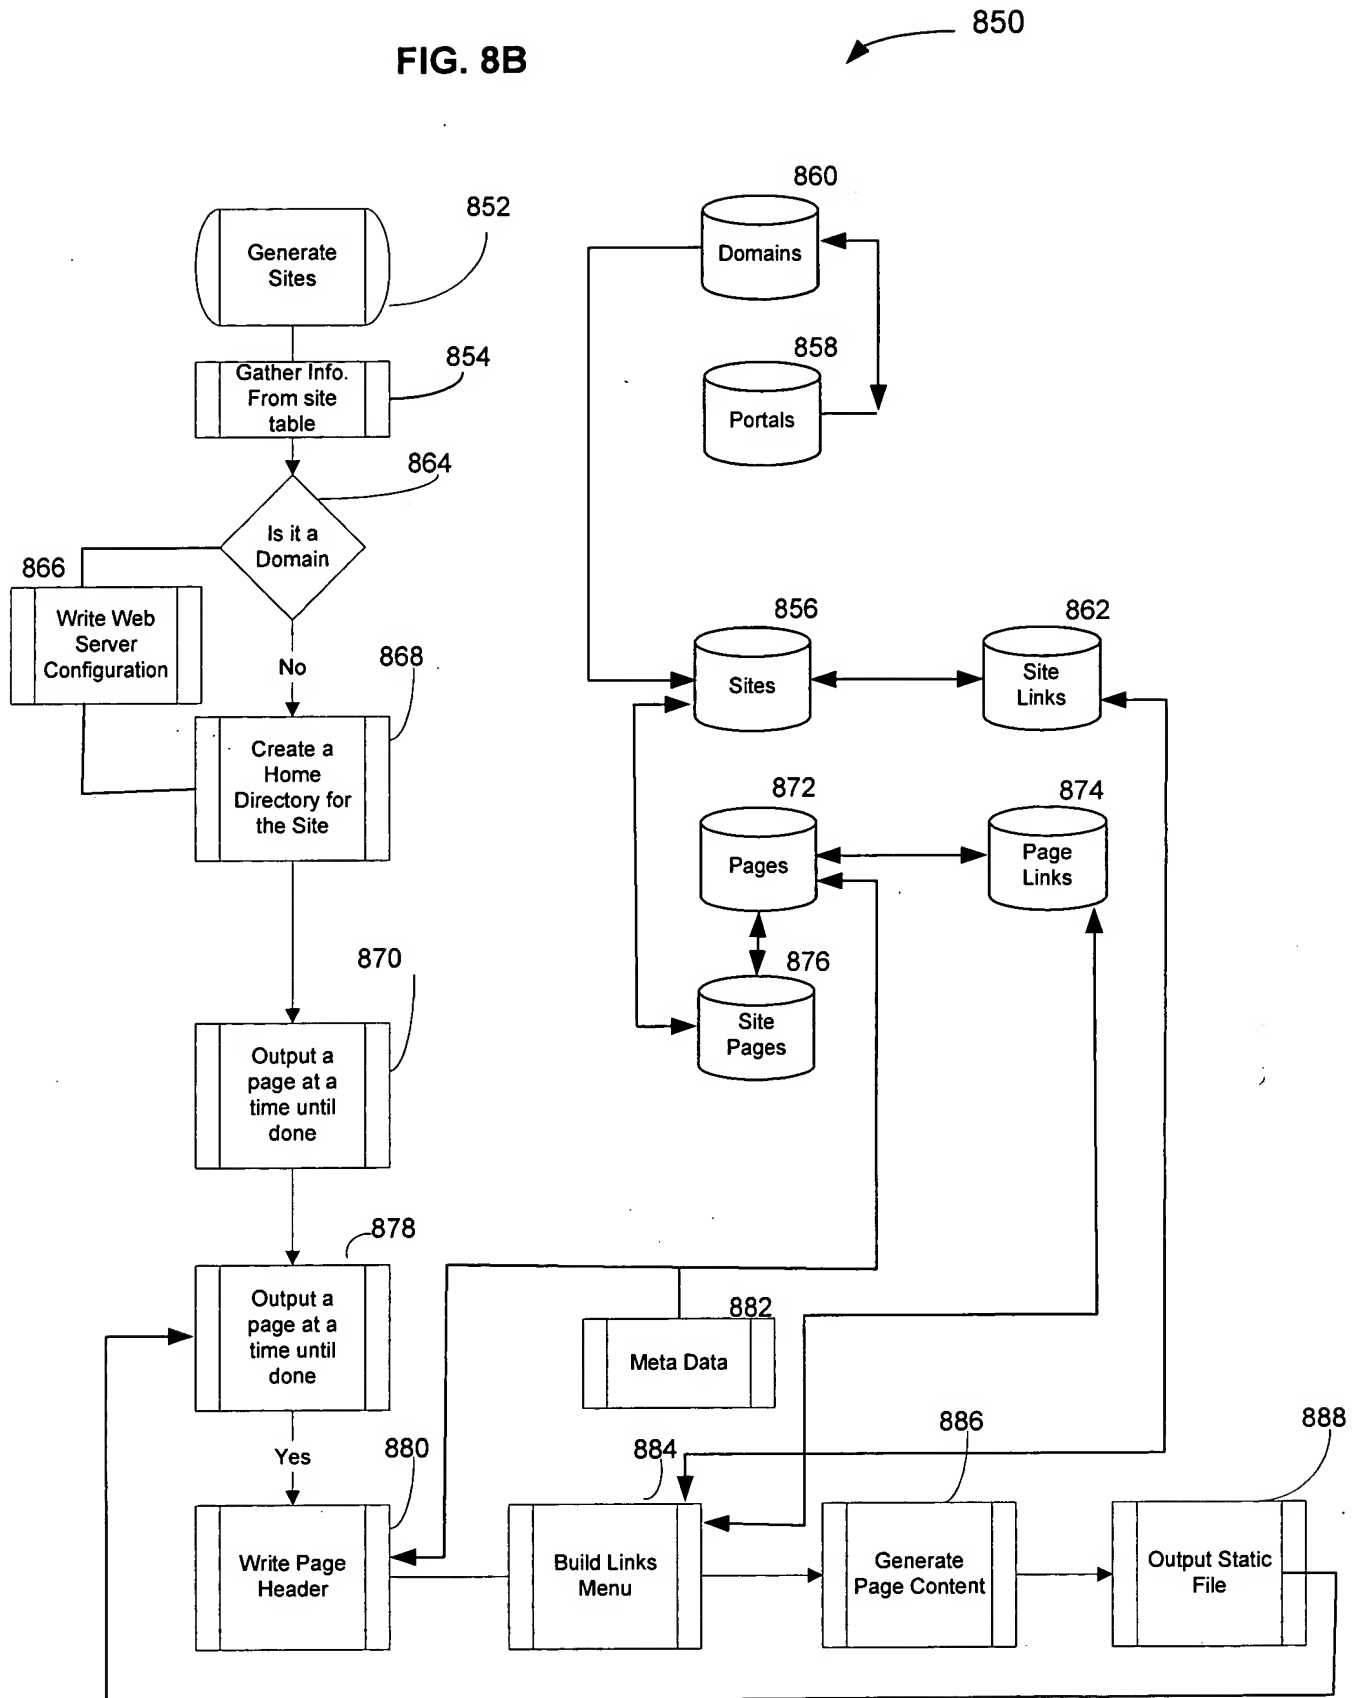 FIG. 8B
850
860
852
Generate
Sites
Domains
858
854
Gather Info.
From site
table
Portals
864
Is it a
Domain
866
Write Web
Server
Configuration
856
862
Sites
Site
Links
No
868
Create a
Home
Directory for
the Site
872
874
Pages
Page
Links
870
876
Site
Pages
Output a
page at a
time until
done
878
Output a
page at a
time until
done
882
Meta Data
Yes
880
884
886
888
Write Page
Header
Build Links
Menu
Generate
Page Content
Output Static
File